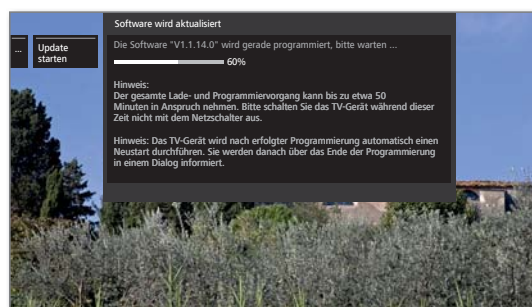 Software wird aktualisiert
...
Update
starten
Die Software "V1.1.14.0" wird gerade programmiert, bitte warten ...
60%
Hinweis:
Der gesamte Lade- und Programmiervorgang kann bis zu etwa 50
Minuten in Anspruch nehmen. Bitte schalten Sie das TV-Gerät während dieser
Zeit nicht mit dem Netzschalter aus.
Hinweis: Das TV-Gerät wird nach erfolgter Programmierung automatisch einen
Neustart durchführen. Sie werden danach über das Ende der Programmierung
in einem Dialog informiert.